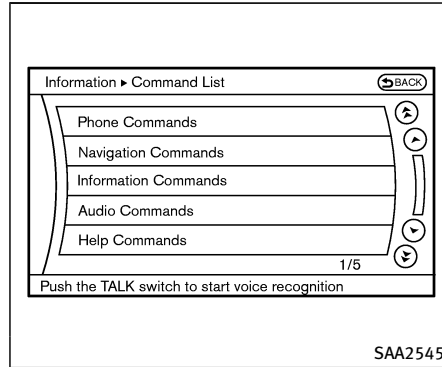 Information ▸ Command List
BACK
Phone Commands
Navigation Commands
Information Commands
Audio Commands
Help Commands
1/5
Push the TALK switch to start voice recognition
SAA2545